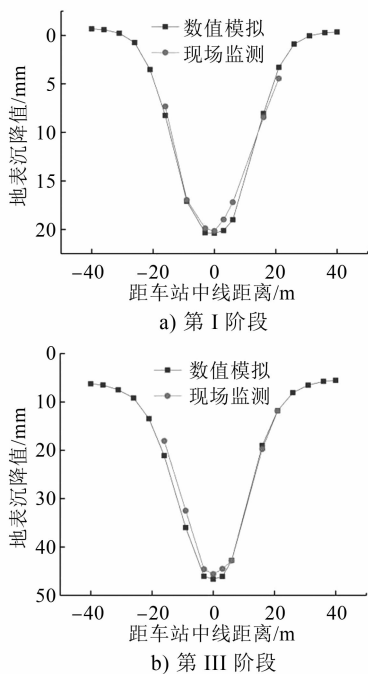 0
5
10
15
20
地表沉降值/mm
数值模拟
现场监测
−40 −20 0 20 40
距车站中线距离/m
a) 第 I 阶段
0
10
20
30
40
50
地表沉降值/mm
数值模拟
现场监测
−40 −20 0 20 40
距车站中线距离/m
b) 第 III 阶段